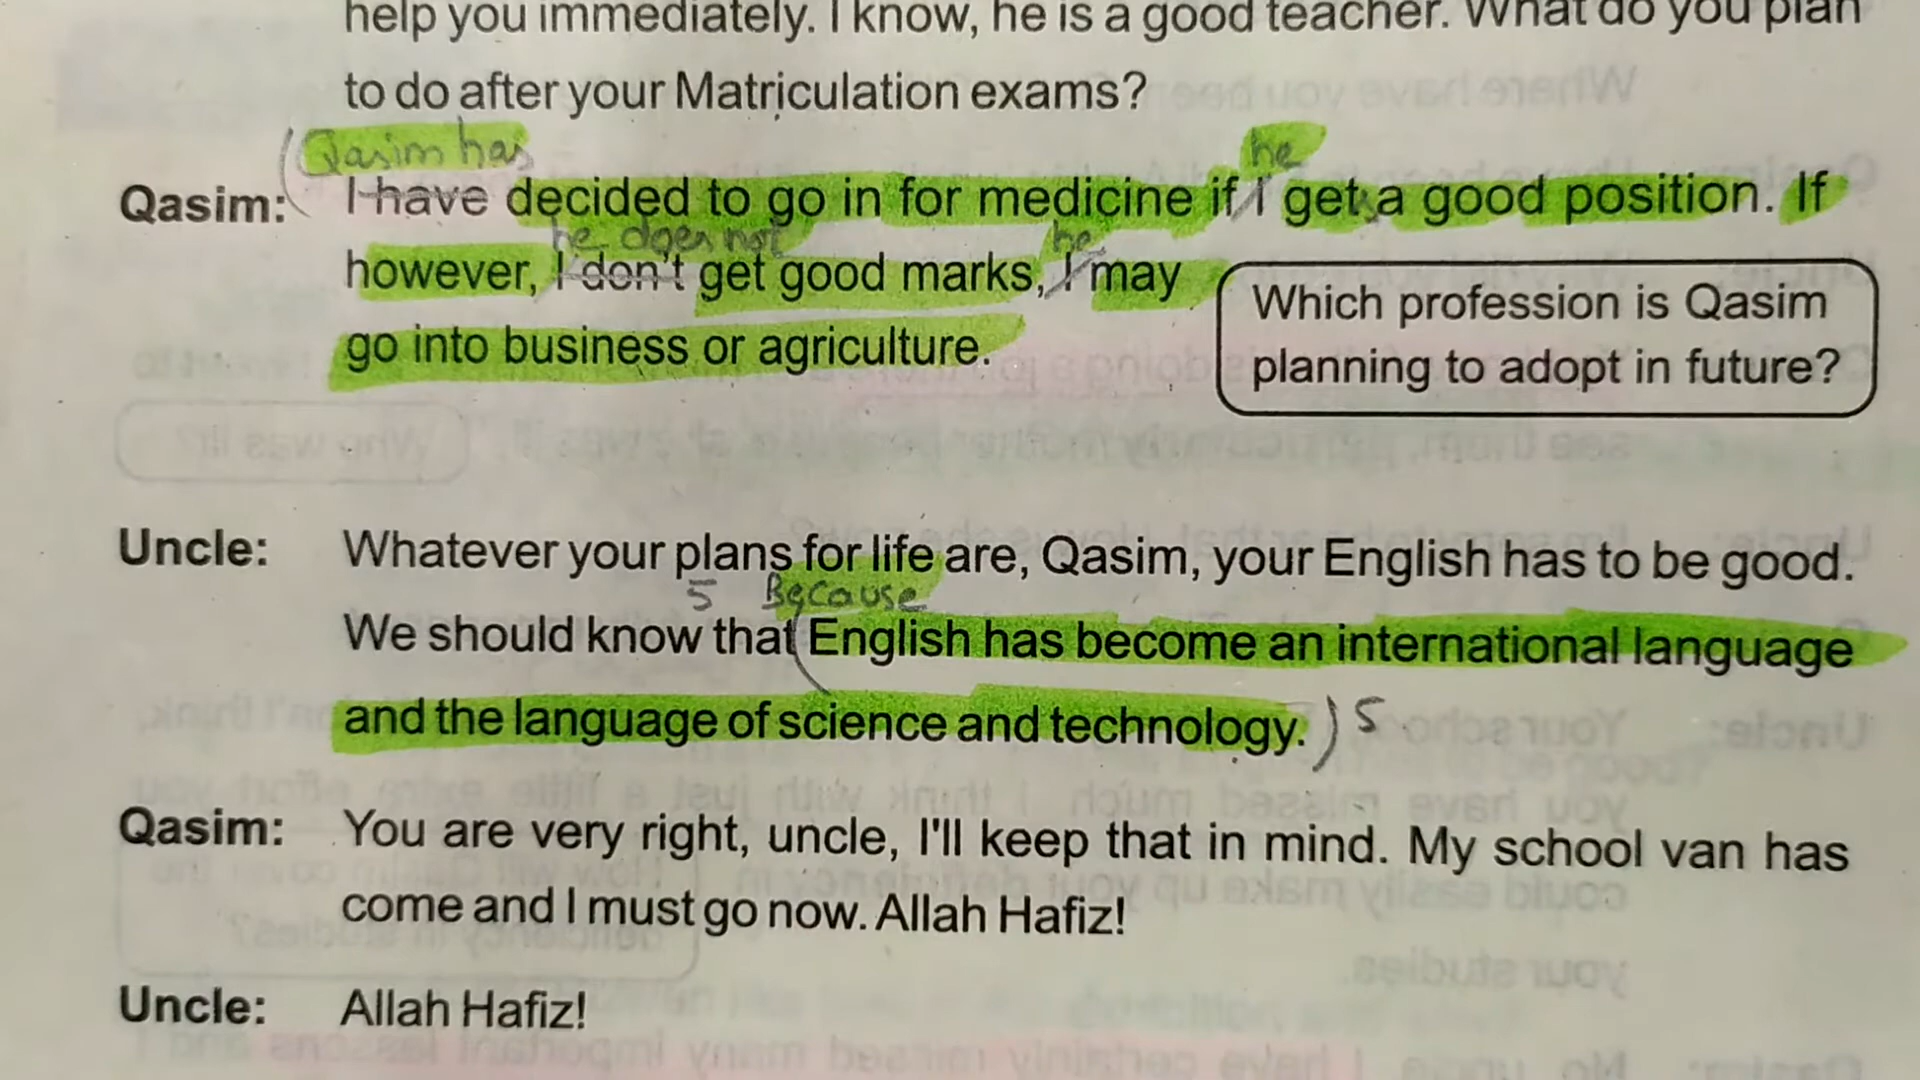 help you immediately. I know, he is a good teacher. What do you plan
to do after your Matriculation exams?
Qasim has
he
Qasim: I have decided to go in for medicine if I get a good position. If
he does not
he
however, I don't get good marks, I may
go into business or agriculture.
Which profession is Qasim
planning to adopt in future?
Uncle: Whatever your plans for life are, Qasim, your English has to be good.
5 Because
We should know that (English has become an international language
and the language of science and technology.) 5
Qasim: You are very right, uncle, I'll keep that in mind. My school van has
come and I must go now. Allah Hafiz!
Uncle: Allah Hafiz!